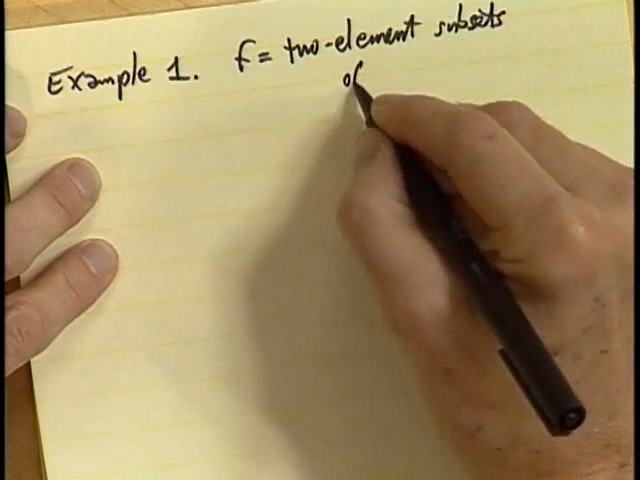 Example 1. f = two-element subsets
of